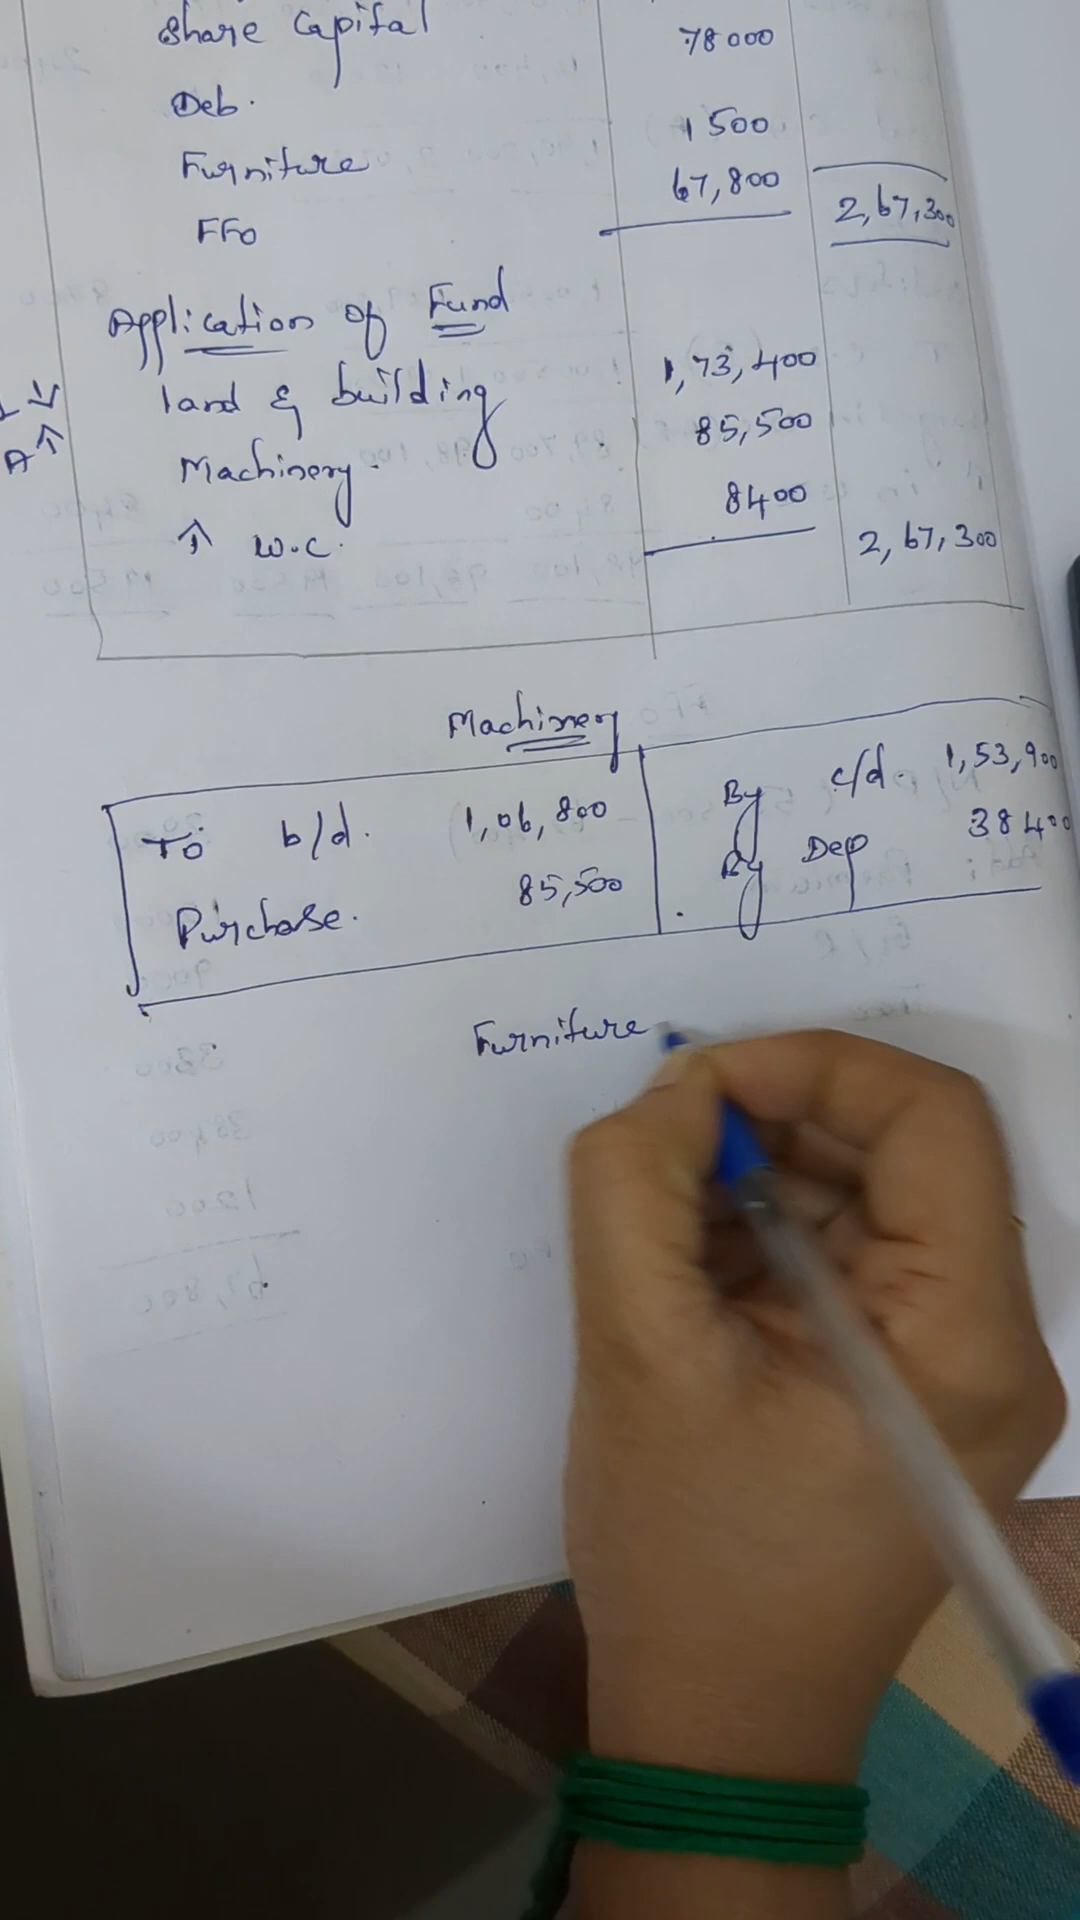 Share Capital 78000
Deb.
Furniture 1500
FFO 67,800 2,67,300
Application of Fund
land & building 1,73,400
A↑ Machinery. 85,500
↑ W.C. 8400 2,67,300
Machinery
To b/d. 1,06,800 By c/d. 1,53,900
Purchase. 85,500 By Dep 38400
Furniture